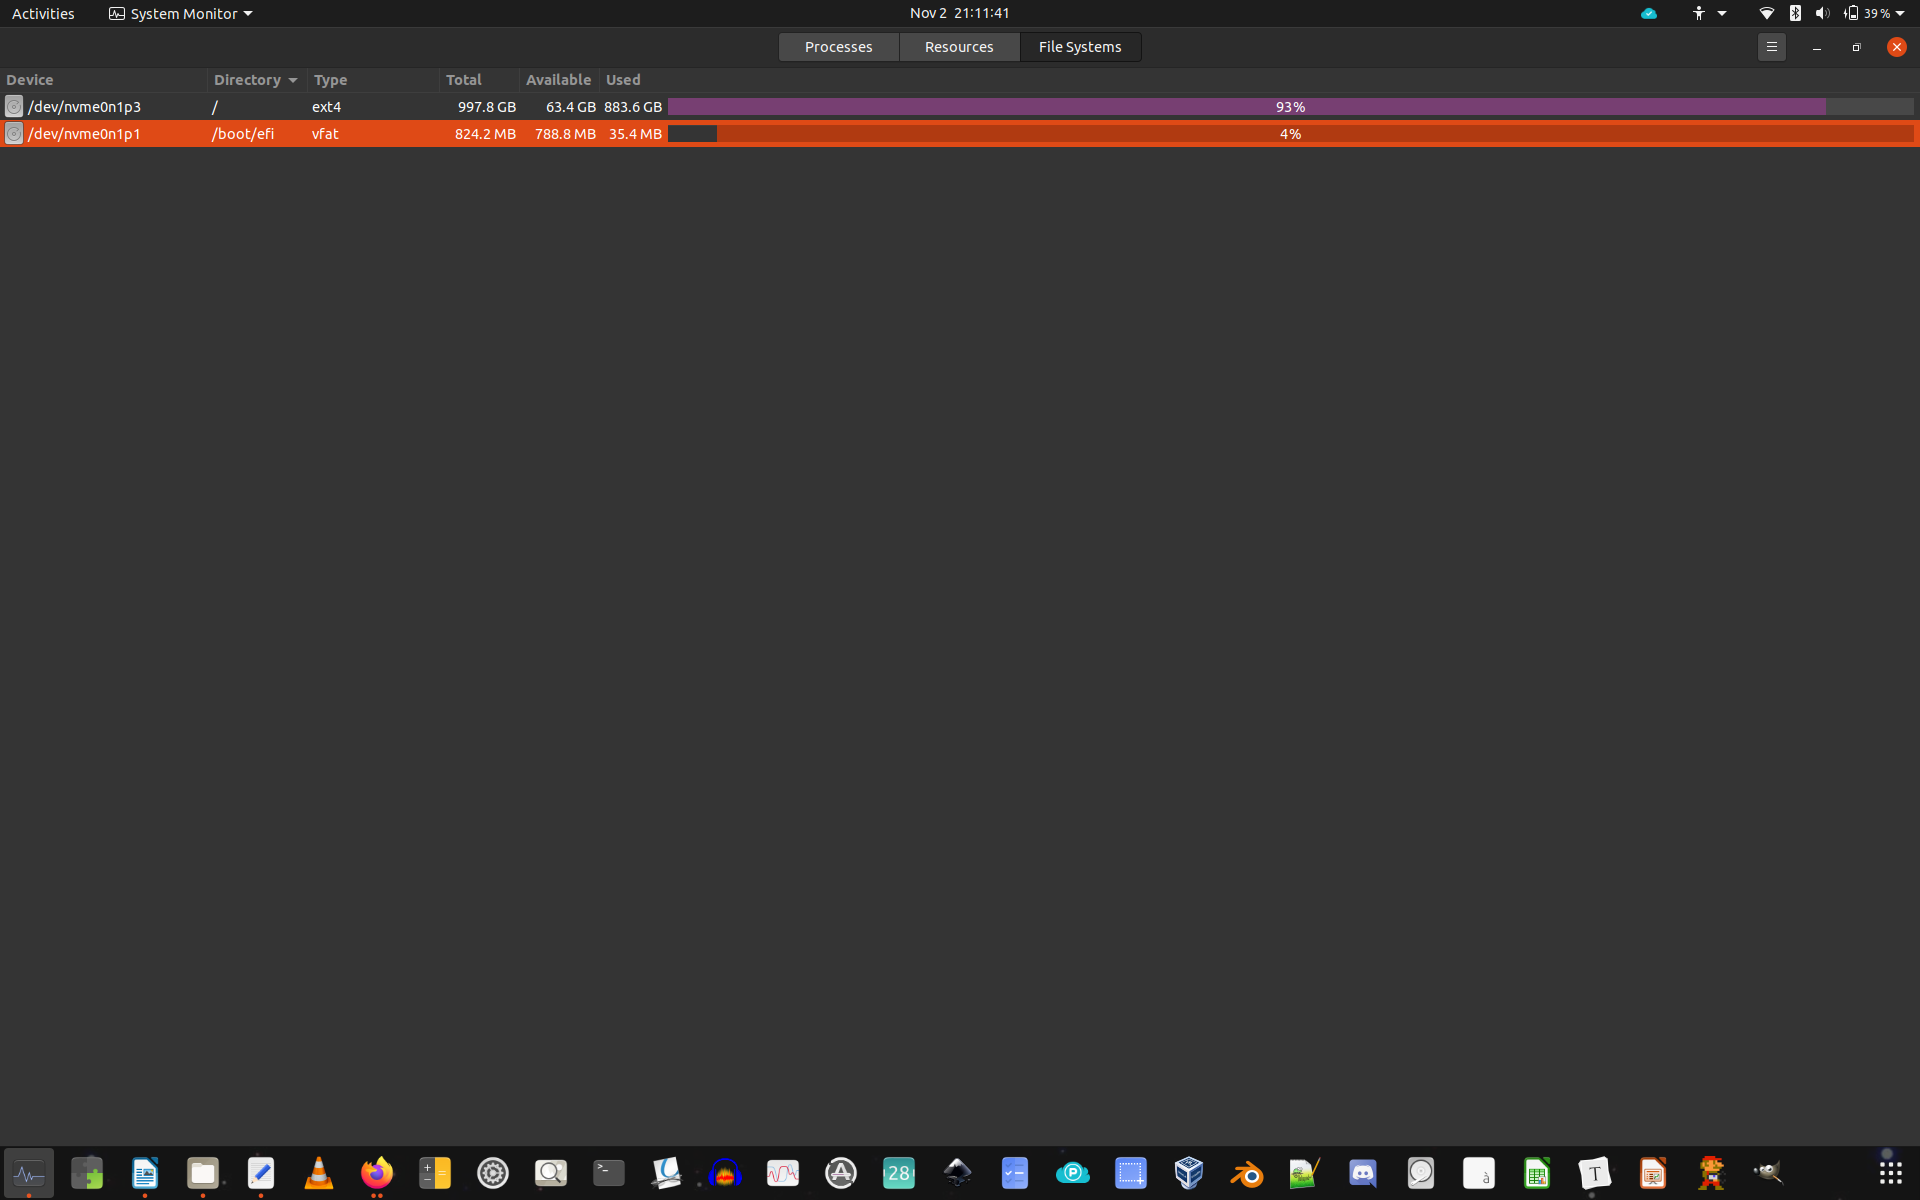 Activities System Monitor Nov 2 21:11:41 39 %
Processes Resources File Systems
Device Directory Type Total Available Used
/dev/nvme0n1p3 / ext4 997.8 GB 63.4 GB 883.6 GB 93%
/dev/nvme0n1p1 /boot/efi vfat 824.2 MB 788.8 MB 35.4 MB 4%
28